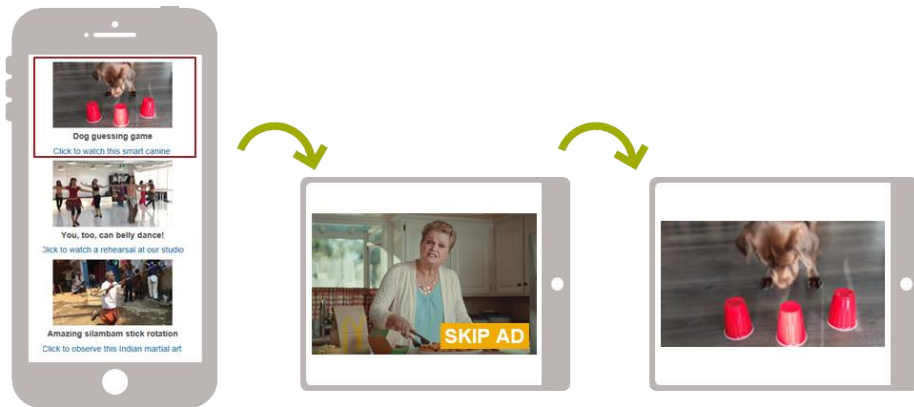 Dog guessing game
Click to watch this smart canine
You, too, can belly dance!
Click to watch a rehearsal at our studio
Amazing silambam stick rotation
Click to observe this Indian martial art
SKIP AD